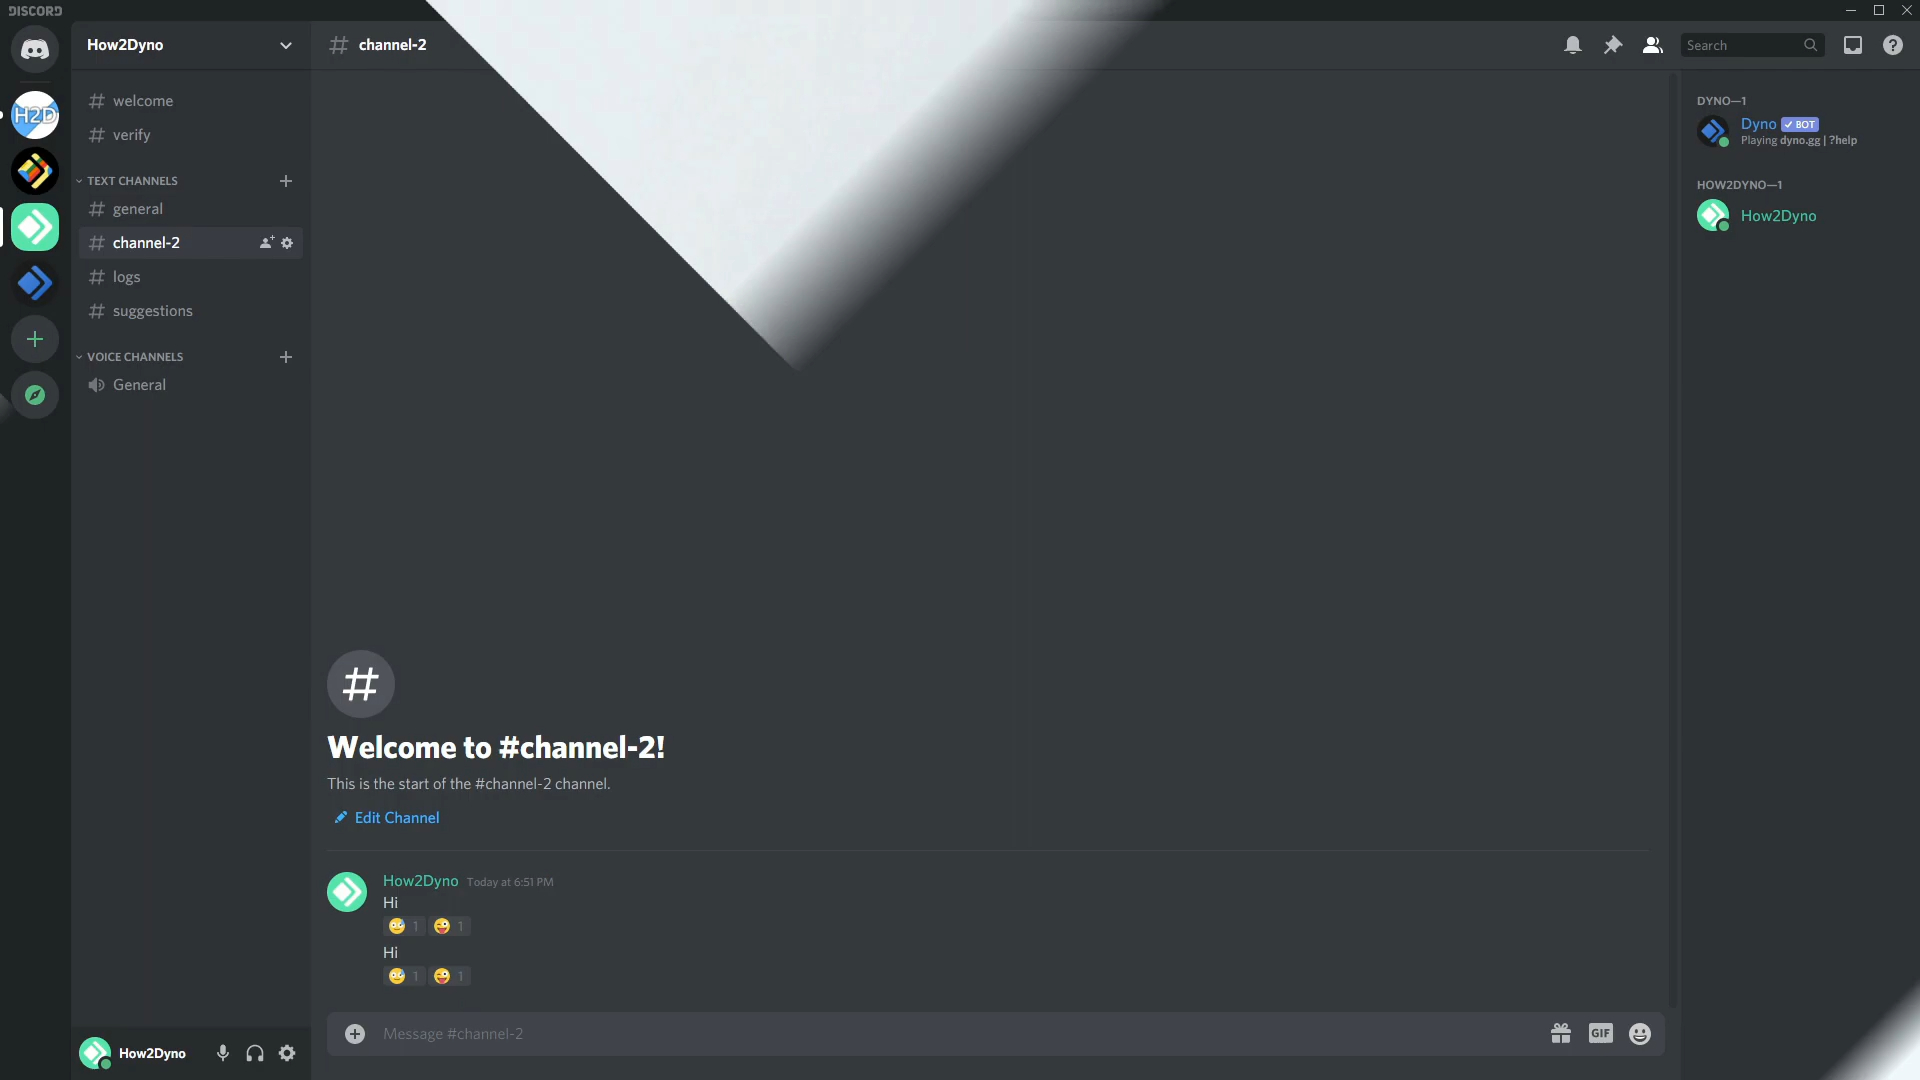 DISCORD
How2Dyno
channel-2
Search
H2D
welcome
verify
TEXT CHANNELS
general
channel-2
logs
suggestions
VOICE CHANNELS
General
Welcome to #channel-2!
This is the start of the #channel-2 channel.
Edit Channel
How2Dyno Today at 6:51 PM
Hi
1 1
Hi
1 1
Message #channel-2
GIF
How2Dyno
DYNO—1
Dyno BOT
Playing dyno.gg | ?help
HOW2DYNO—1
How2Dyno